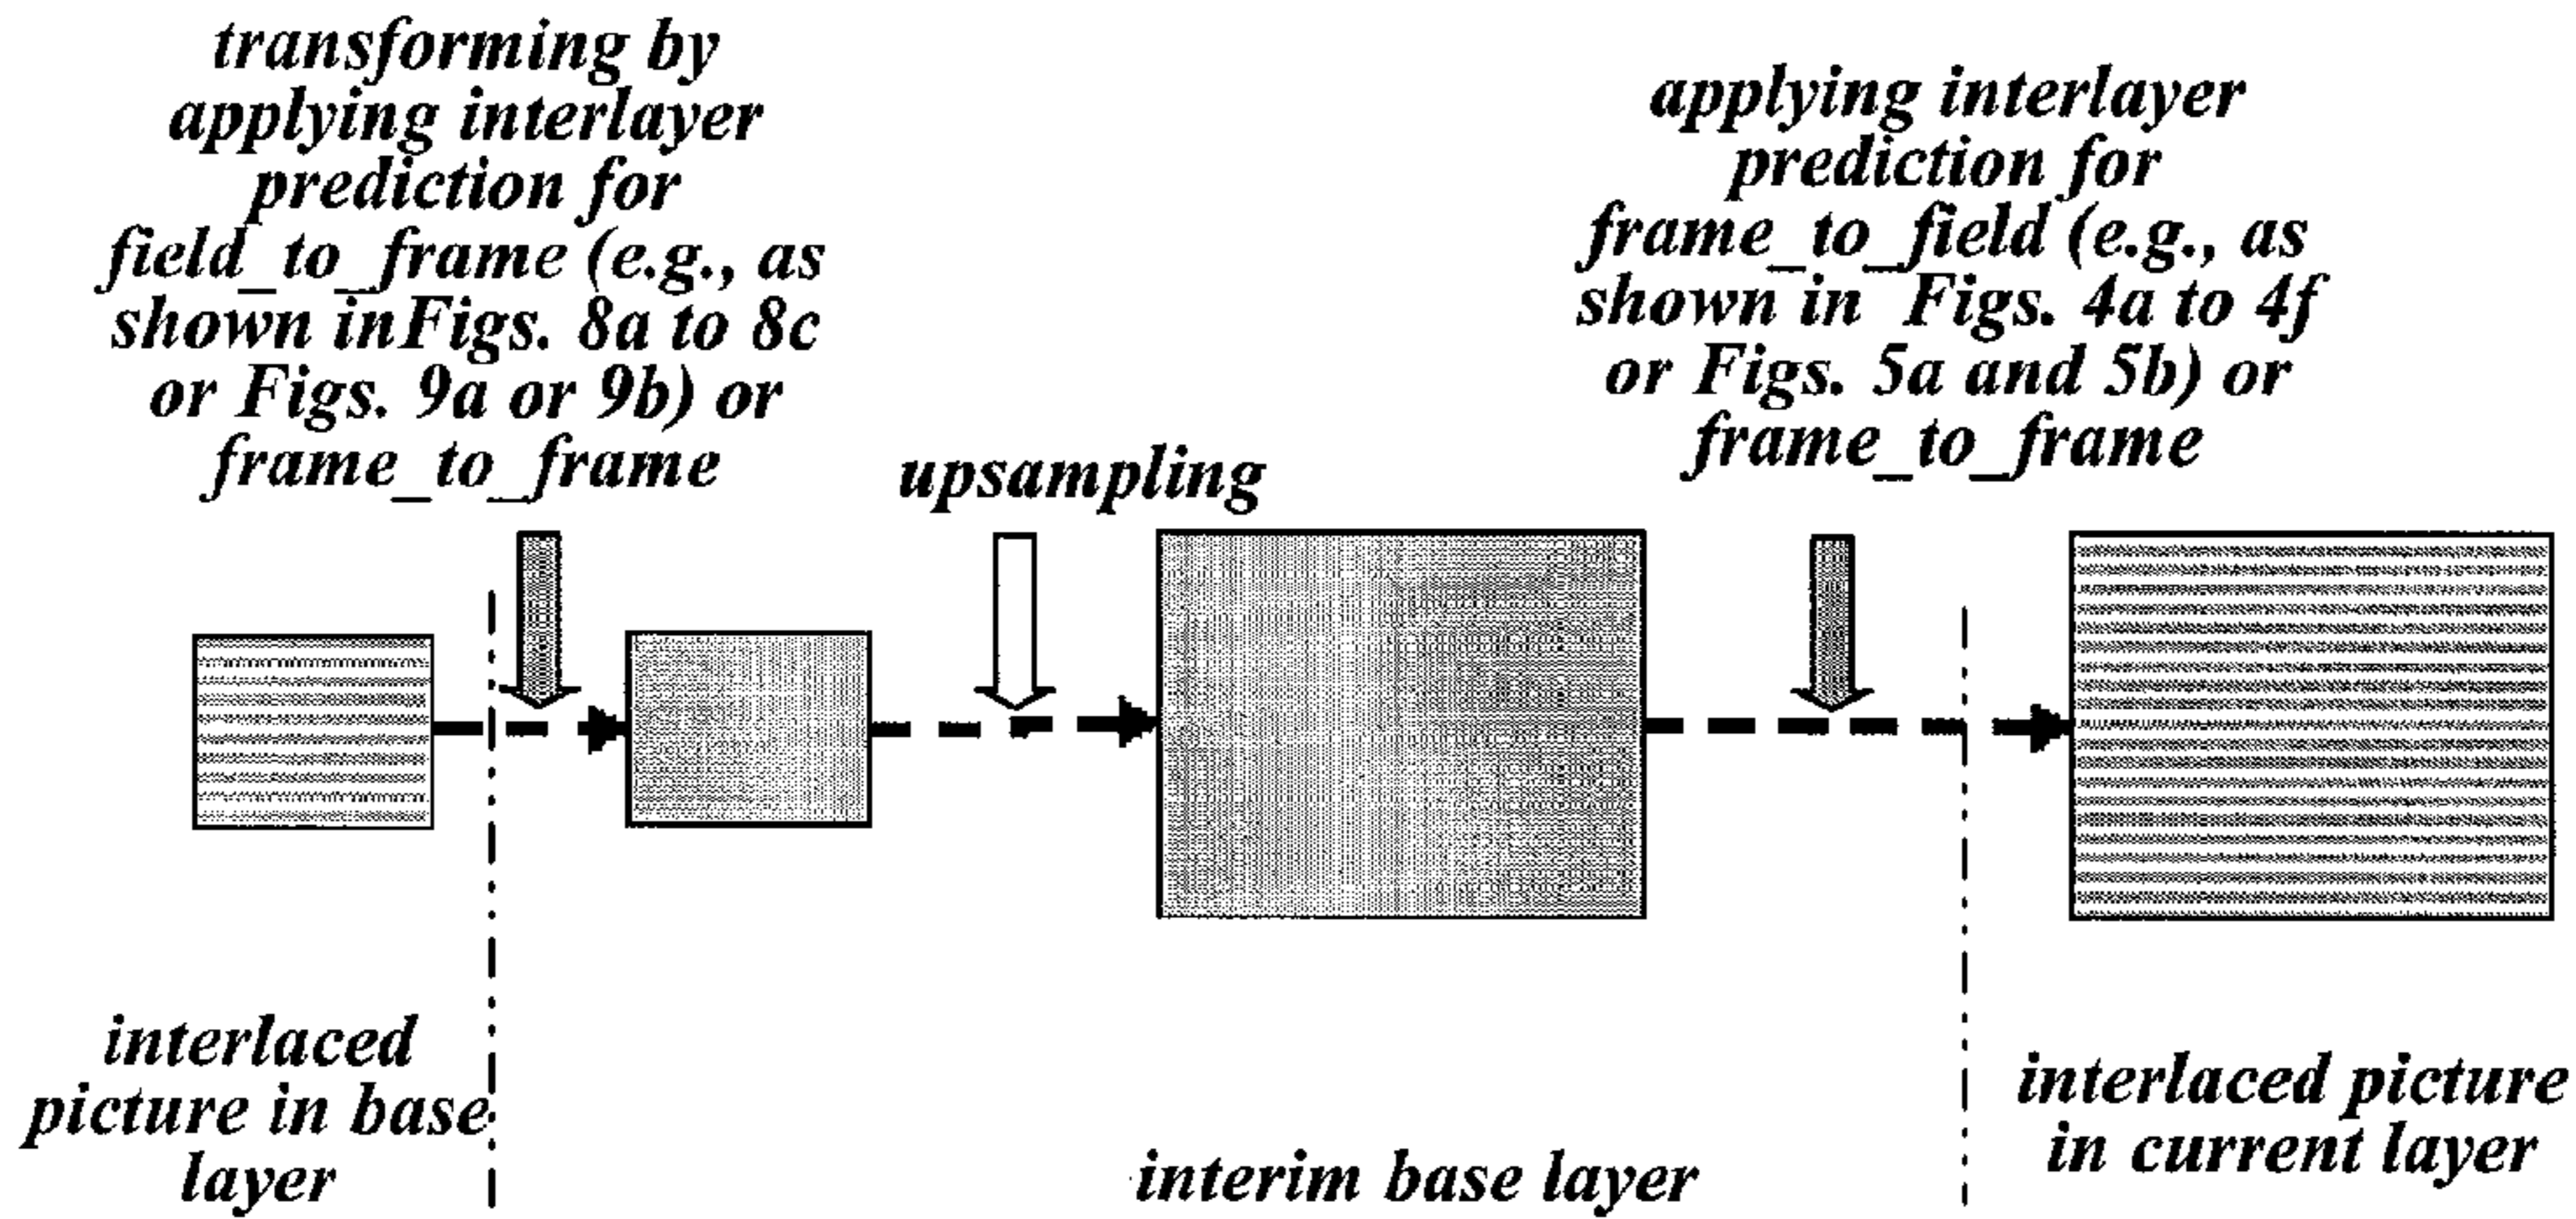 transforming by
applying interlayer
prediction for
field_to_frame (e.g., as
shown inFigs. 8a to 8c
or Figs. 9a or 9b) or
frame_to_frame
upsampling
applying interlayer
prediction for
frame_to_field (e.g., as
shown in Figs. 4a to 4f
or Figs. 5a and 5b) or
frame_to_frame
interlaced
picture in base
layer
interim base layer
interlaced picture
in current layer